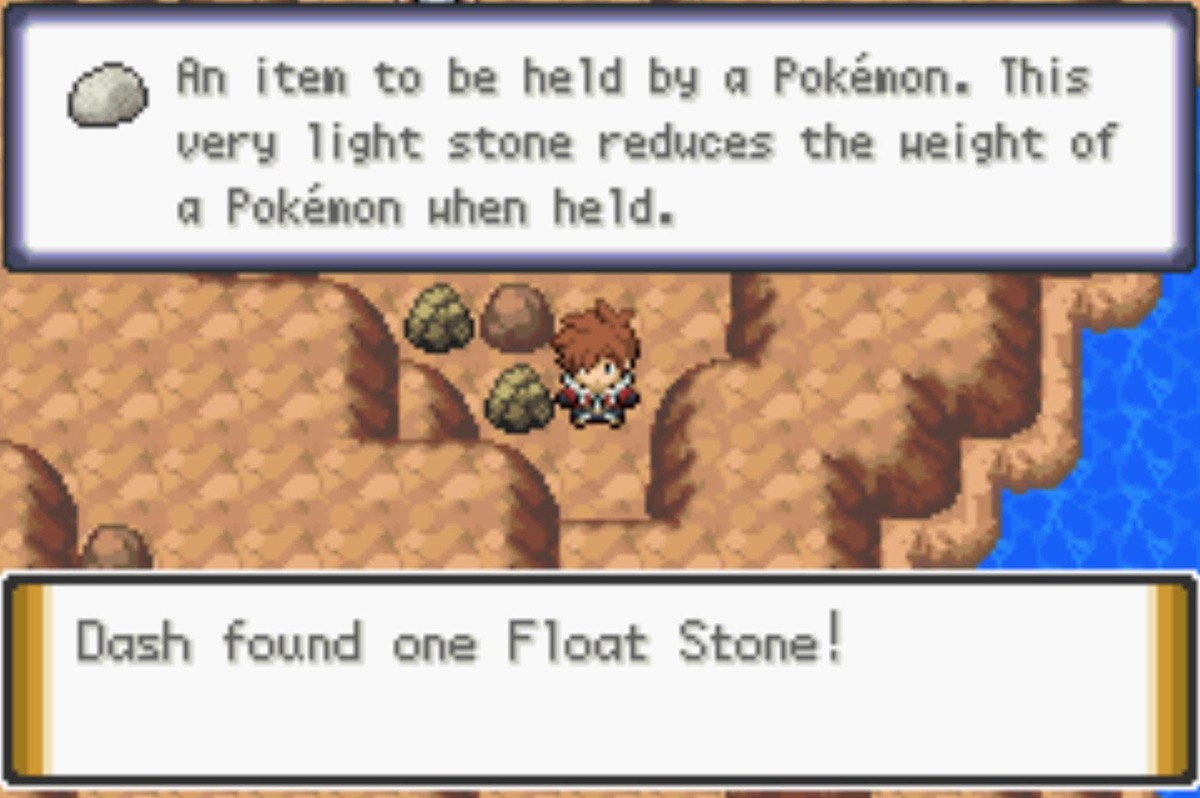 An item to be held by a Pokémon. This
very light stone reduces the weight of
a Pokémon when held.
Dash found one Float Stone!